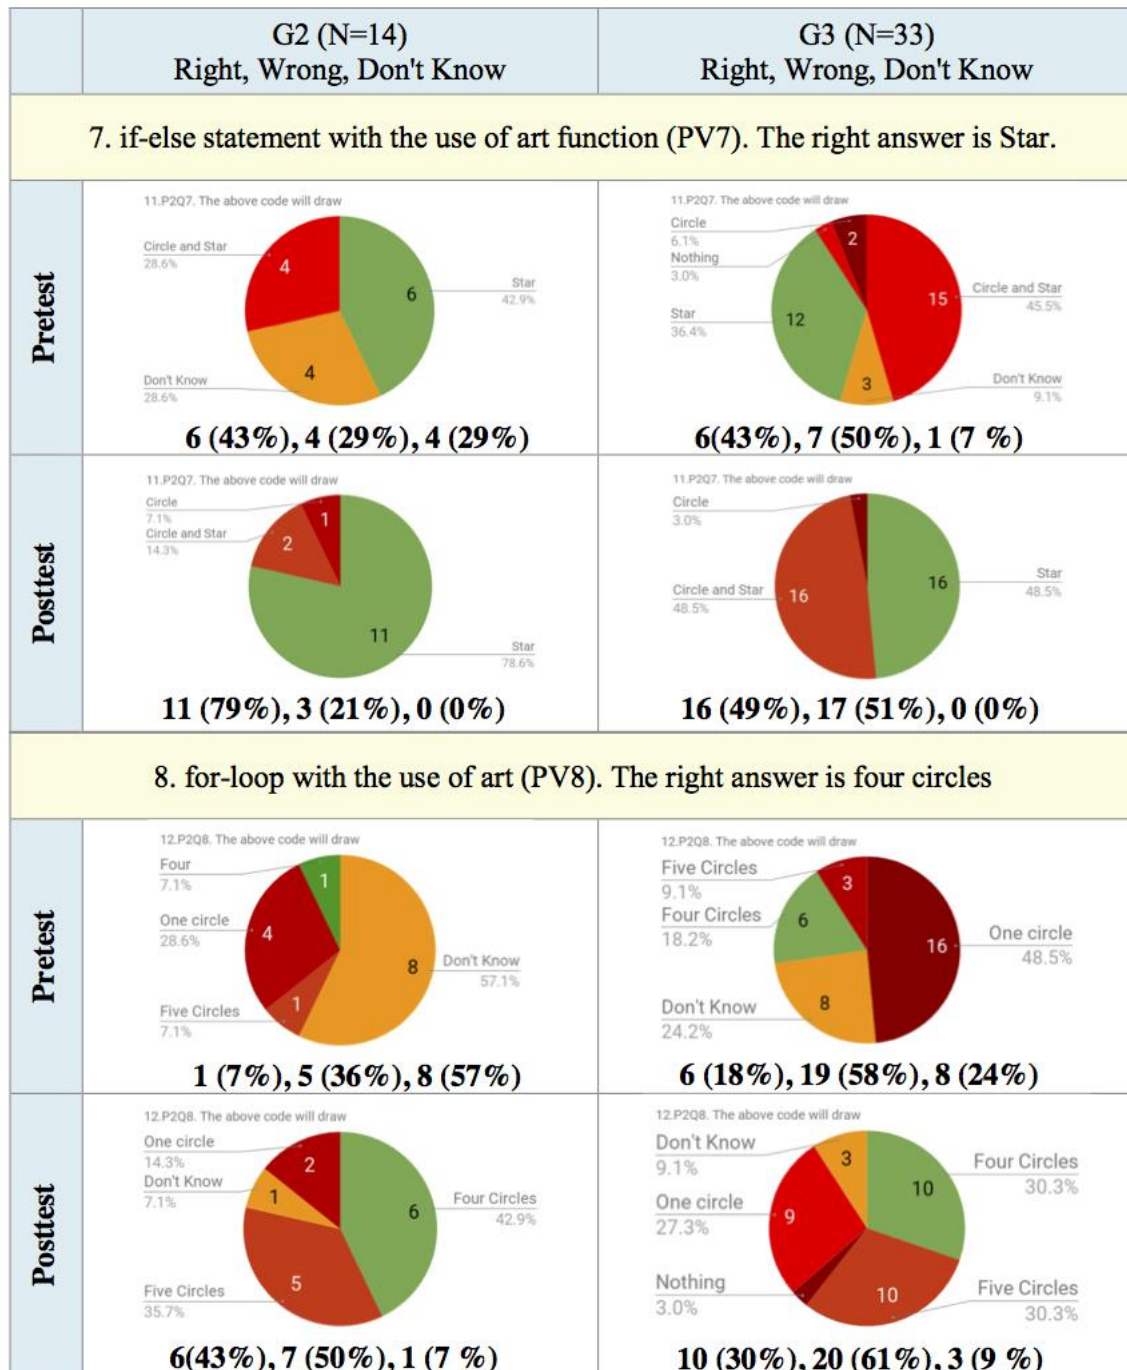 G2 (N=14)
Right, Wrong, Don't Know
G3 (N=33)
Right, Wrong, Don't Know
7. if-else statement with the use of art function (PV7). The right answer is Star.
Pretest
11.P2Q7. The above code will draw
Circle and Star
28.6%
4
6
Star
42.9%
4
Don't Know
28.6%
6 (43%), 4 (29%), 4 (29%)
11.P2Q7. The above code will draw
Circle
6.1%
Nothing
3.0%
2
15
Circle and Star
45.5%
Star
36.4%
12
3
Don't Know
9.1%
6(43%), 7 (50%), 1 (7 %)
Posttest
11.P2Q7. The above code will draw
Circle
7.1%
Circle and Star
14.3%
1
2
11
Star
78.6%
11 (79%), 3 (21%), 0 (0%)
11.P2Q7. The above code will draw
Circle
3.0%
Circle and Star
48.5%
16
16
Star
48.5%
16 (49%), 17 (51%), 0 (0%)
8. for-loop with the use of art (PV8). The right answer is four circles
Pretest
12.P2Q8. The above code will draw
Four
7.1%
1
One circle
28.6%
4
8
Don't Know
57.1%
Five Circles
7.1%
1
1 (7%), 5 (36%), 8 (57%)
12.P2Q8. The above code will draw
Five Circles
9.1%
3
Four Circles
18.2%
6
16
One circle
48.5%
Don't Know
24.2%
8
6 (18%), 19 (58%), 8 (24%)
Posttest
12.P2Q8. The above code will draw
One circle
14.3%
2
Don't Know
7.1%
1
6
Four Circles
42.9%
Five Circles
35.7%
5
6(43%), 7 (50%), 1 (7 %)
12.P2Q8. The above code will draw
Don't Know
9.1%
3
10
Four Circles
30.3%
One circle
27.3%
9
Nothing
3.0%
10
Five Circles
30.3%
10 (30%), 20 (61%), 3 (9 %)